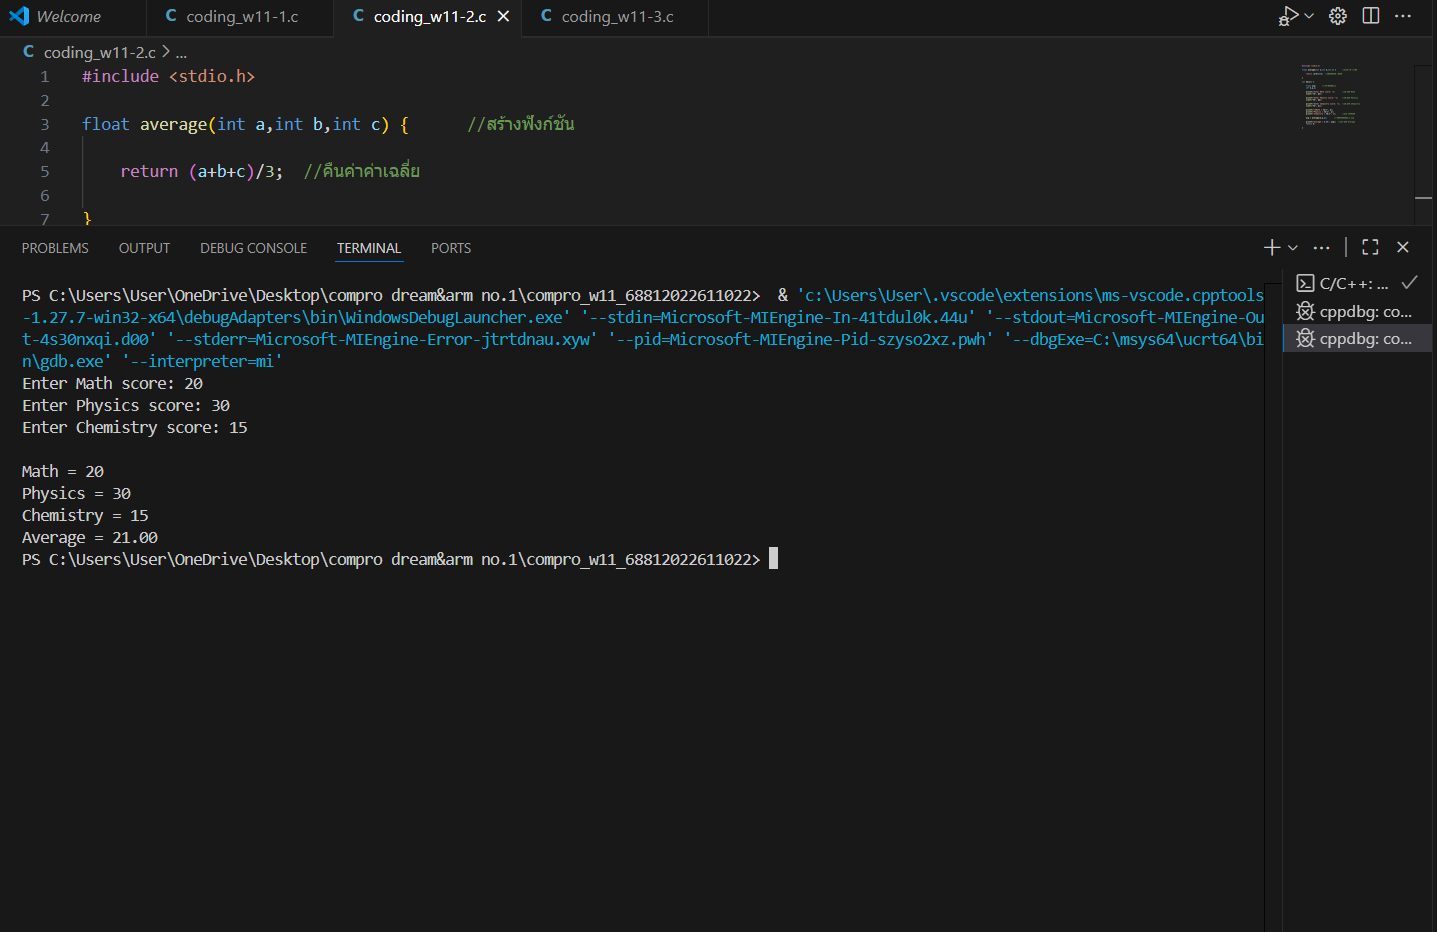 Welcome
coding_w11-1.c
coding_w11-2.c
coding_w11-3.c
coding_w11-2.c > ...
1 #include <stdio.h>
2
3 float average(int a,int b,int c) { //สร้างฟังก์ชัน
4
5 return (a+b+c)/3; //คืนค่าค่าเฉลี่ย
6
7 }
PROBLEMS OUTPUT DEBUG CONSOLE TERMINAL PORTS
PS C:\Users\User\OneDrive\Desktop\compro dream&arm no.1\compro_w11_68812022611022> & 'c:\Users\User\.vscode\extensions\ms-vscode.cpptools
-1.27.7-win32-x64\debugAdapters\bin\WindowsDebugLauncher.exe' '--stdin=Microsoft-MIEngine-In-41tdul0k.44u' '--stdout=Microsoft-MIEngine-Ou
t-4s30nxqi.d00' '--stderr=Microsoft-MIEngine-Error-jtrtdnau.xyw' '--pid=Microsoft-MIEngine-Pid-szyso2xz.pwh' '--dbgExe=C:\msys64\ucrt64\bi
n\gdb.exe' '--interpreter=mi'
Enter Math score: 20
Enter Physics score: 30
Enter Chemistry score: 15
Math = 20
Physics = 30
Chemistry = 15
Average = 21.00
PS C:\Users\User\OneDrive\Desktop\compro dream&arm no.1\compro_w11_68812022611022>
C/C++: ...
cppdbg: co...
cppdbg: co...